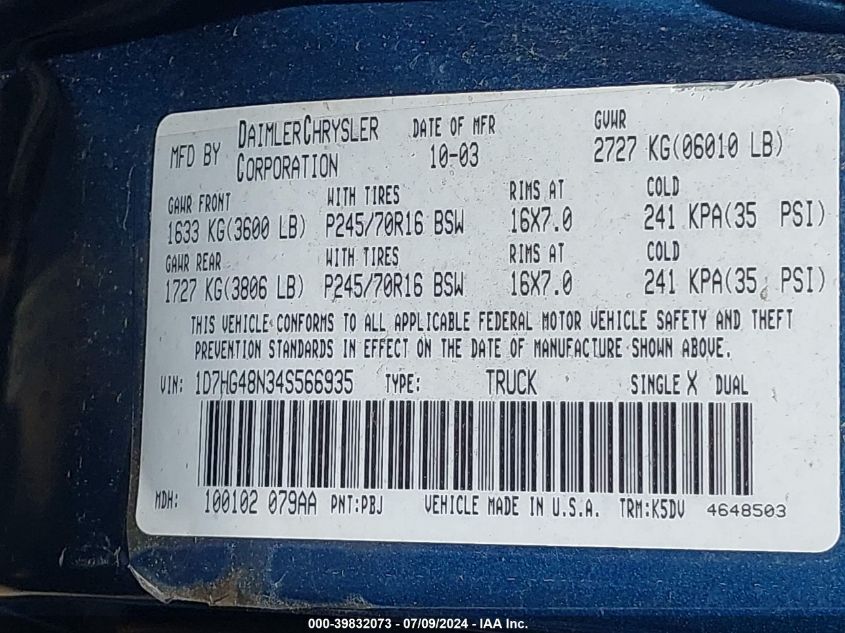 MFD BY DAIMLERCHRYSLER CORPORATION DATE OF MFR 10-03 GVWR 2727 KG(06010 LB)
GAWR FRONT WITH TIRES RIMS AT COLD
1633 KG(3600 LB) P245/70R16 BSW 16X7.0 241 KPA(35 PSI)
GAWR REAR WITH TIRES RIMS AT COLD
1727 KG(3806 LB) P245/70R16 BSW 16X7.0 241 KPA(35 PSI)
THIS VEHICLE CONFORMS TO ALL APPLICABLE FEDERAL MOTOR VEHICLE SAFETY AND THEFT
PREVENTION STANDARDS IN EFFECT ON THE DATE OF MANUFACTURE SHOWN ABOVE.
VIN: 1D7HG48N34S566935 TYPE: TRUCK SINGLE X DUAL
MDH: 100102 079AA PNT:PBJ VEHICLE MADE IN U.S.A. TRM:K5DV 4648503
000-39832073 / 07/09/2024 - IAA Inc.